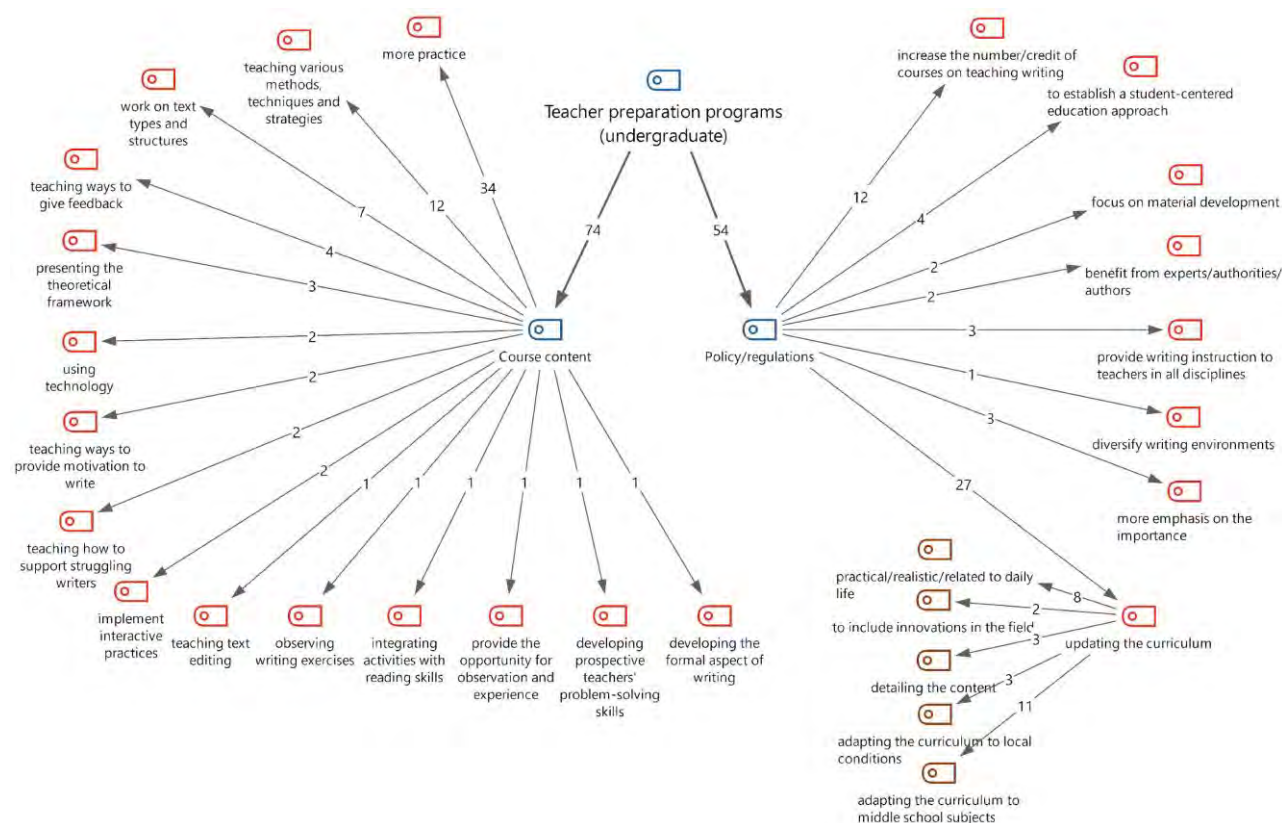 Teacher preparation programs
(undergraduate)
74
54
Course content
Policy/regulations
more practice
34
teaching various
methods,
techniques and
strategies
12
work on text
types and
structures
7
teaching ways to
give feedback
4
presenting the
theoretical
framework
3
using
technology
2
teaching ways to
provide motivation to
write
2
teaching how to
support struggling
writers
2
implement
interactive
practices
2
teaching text
editing
1
observing
writing exercises
1
integrating
activities with
reading skills
1
provide the
opportunity for
observation and
experience
1
developing
prospective
teachers'
problem-solving
skills
1
developing the
formal aspect of
writing
1
increase the number/credit of
courses on teaching writing
12
to establish a student-centered
education approach
4
focus on material development
2
benefit from experts/authorities/
authors
2
provide writing instruction to
teachers in all disciplines
3
diversify writing environments
1
more emphasis on the
importance
3
updating the curriculum
27
practical/realistic/related to daily
life
8
to include innovations in the field
2
detailing the content
3
adapting the curriculum to local
conditions
3
adapting the curriculum to
middle school subjects
11